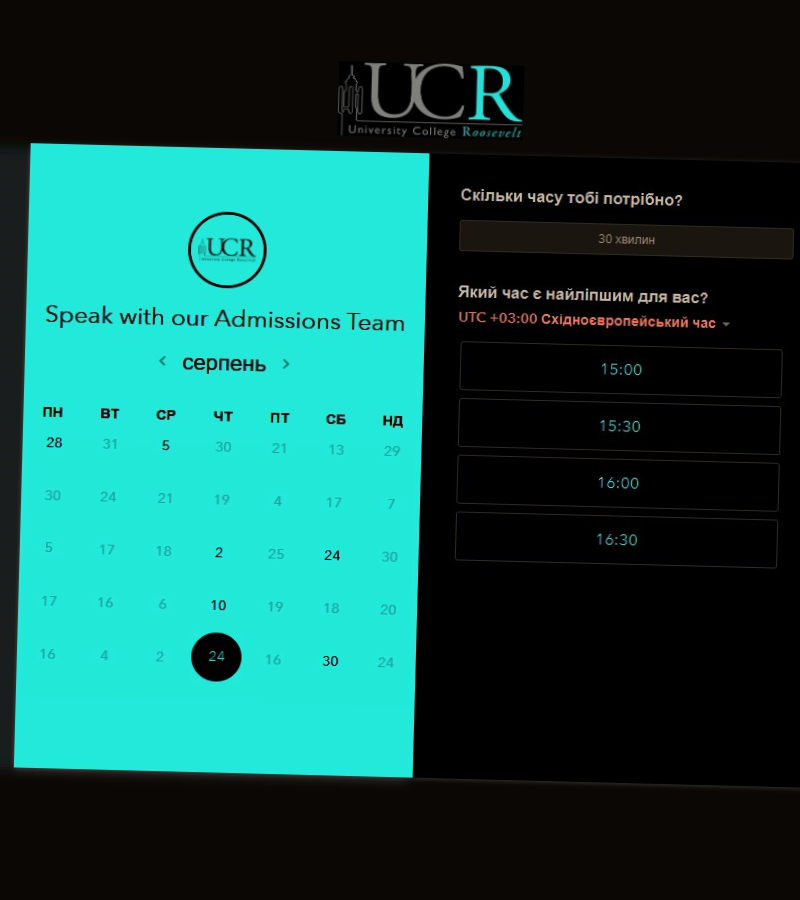 UCR
University College Roosevelt
UCR
University College Roosevelt
Speak with our Admissions Team
серпень
ПН ВТ СР ЧТ ПТ СБ НД
28 31 5 30 21 13 29
30 24 21 19 4 17 7
5 17 18 2 25 24 30
17 16 6 10 19 18 20
16 4 2 24 16 30 24
Скільки часу тобі потрібно?
30 хвилин
Який час є найліпшим для вас?
UTC +03:00 Східноєвропейський час
15:00
15:30
16:00
16:30